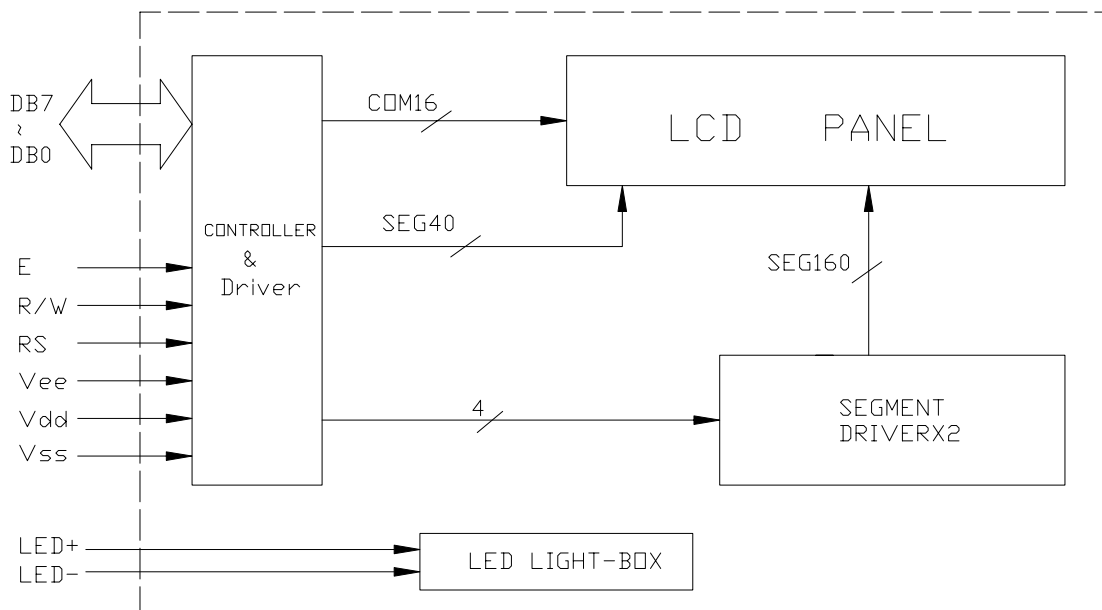 COM16
LCD PANEL
DB7
~
DB0
SEG40
CONTROLLER
&
Driver
SEG160
E
R/W
RS
Vee
Vdd
Vss
4
SEGMENT
DRIVERX2
LED+
LED-
LED LIGHT-BOX